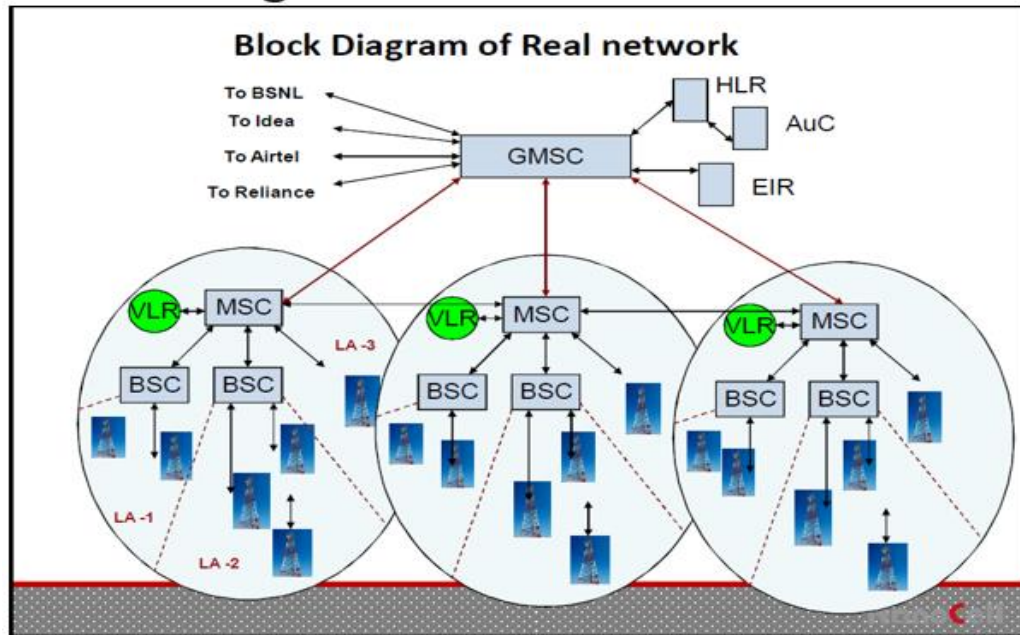 Block Diagram of Real network
To BSNL
To Idea
To Airtel
To Reliance
GMSC
HLR
AuC
EIR
VLR
MSC
BSC
BSC
LA -1
LA -2
LA -3
VLR
MSC
BSC
BSC
VLR
MSC
BSC
BSC